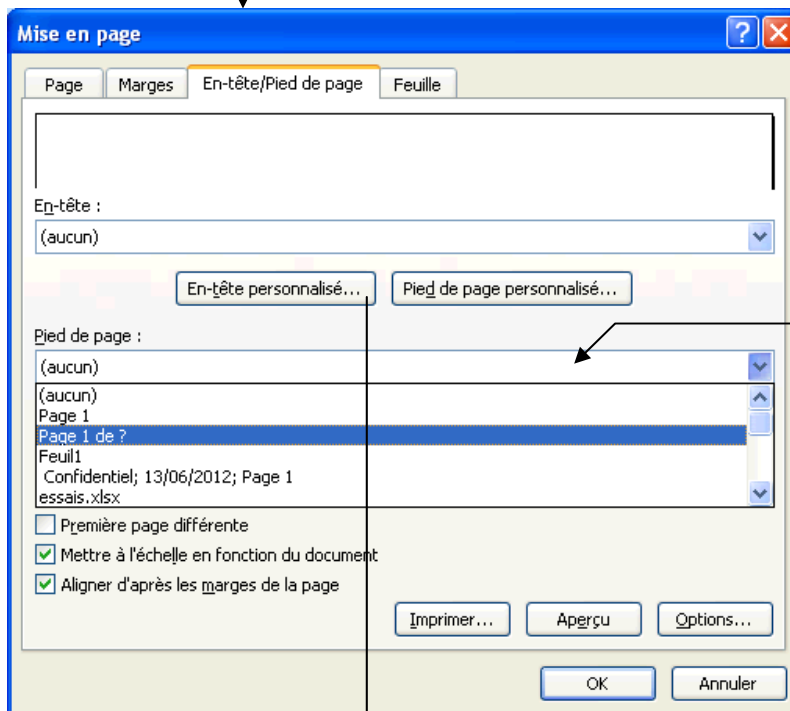 Mise en page
Page Marges En-tête/Pied de page Feuille
En-tête :
(aucun)
En-tête personnalisé... Pied de page personnalisé...
Pied de page :
(aucun)
(aucun)
Page 1
Page 1 de ?
Feuil1
Confidentiel; 13/06/2012; Page 1
essais.xlsx
Première page différente
Mettre à l'échelle en fonction du document
Aligner d'après les marges de la page
Imprimer... Aperçu Options...
OK Annuler